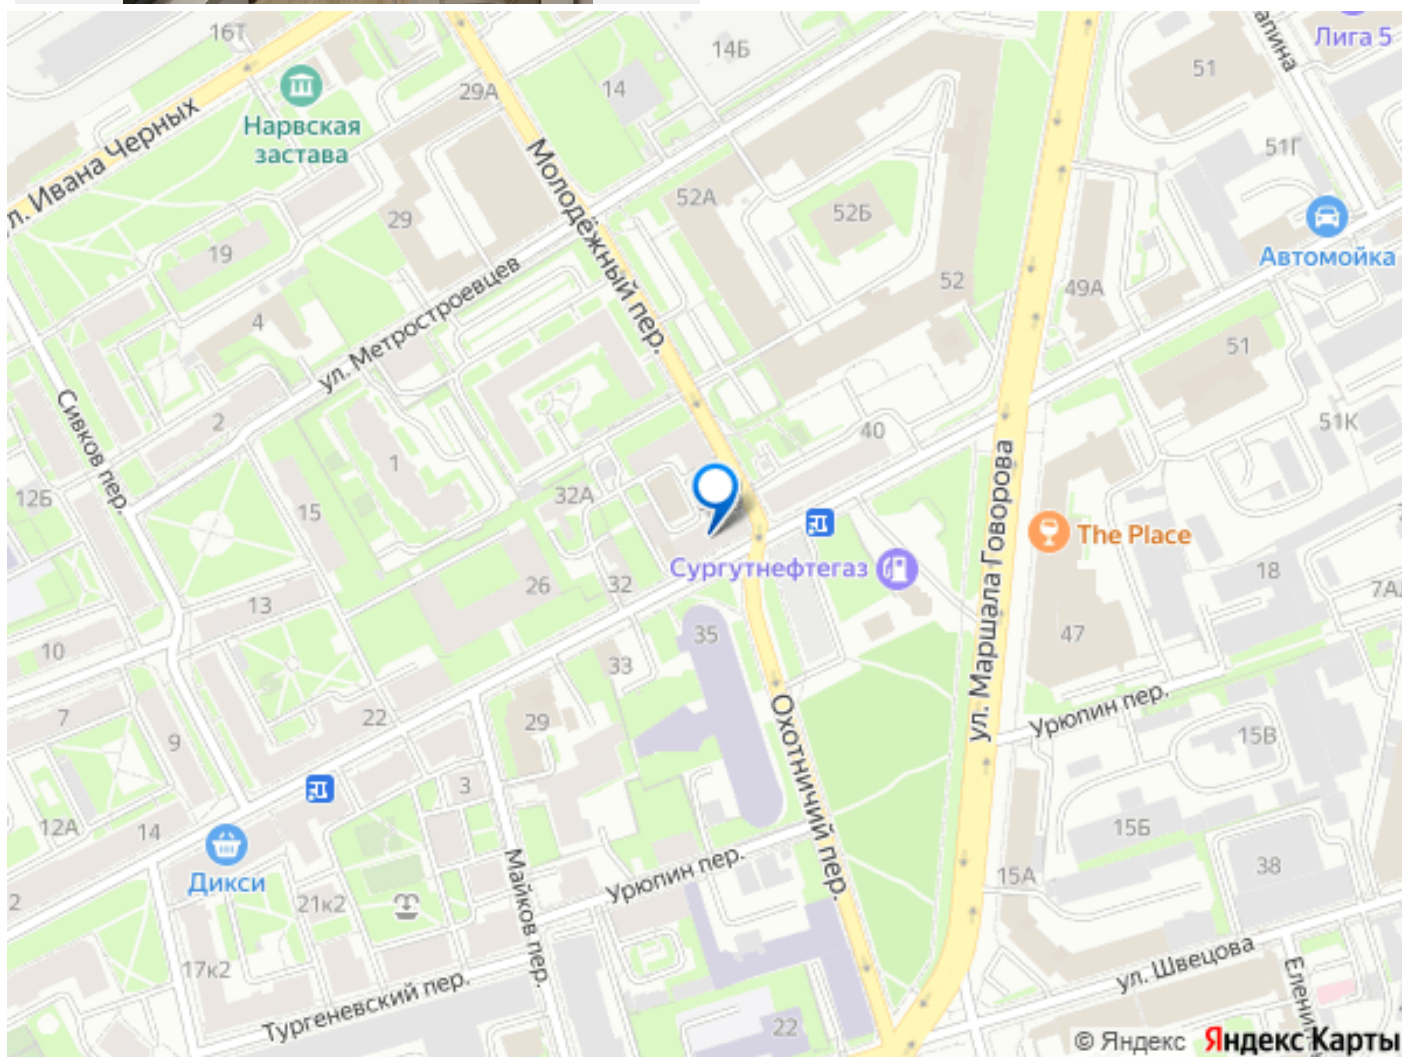 16Т
14Б
Лига 5
51
29А
14
Нарвская
застава
ул. Ивана Черных
Молодёжный пер.
51Г
52А
52Б
29
19
Автомойка
ул. Метростроевцев
52
49А
4
51
Сивков пер.
2
40
51К
1
12Б
32А
15
ул. Маршала Говорова
The Place
Сургутнефтегаз
26
32
18
13
7
35
47
10
33
Урюпин пер.
Охотничий пер.
7
22
29
9
15В
3
12А
14
15Б
Дикси
Майков пер.
Урюпин пер.
15А
38
2
21к2
17к2
ул. Швецова
Тургеневский пер.
22
© Яндекс Яндекс Карты